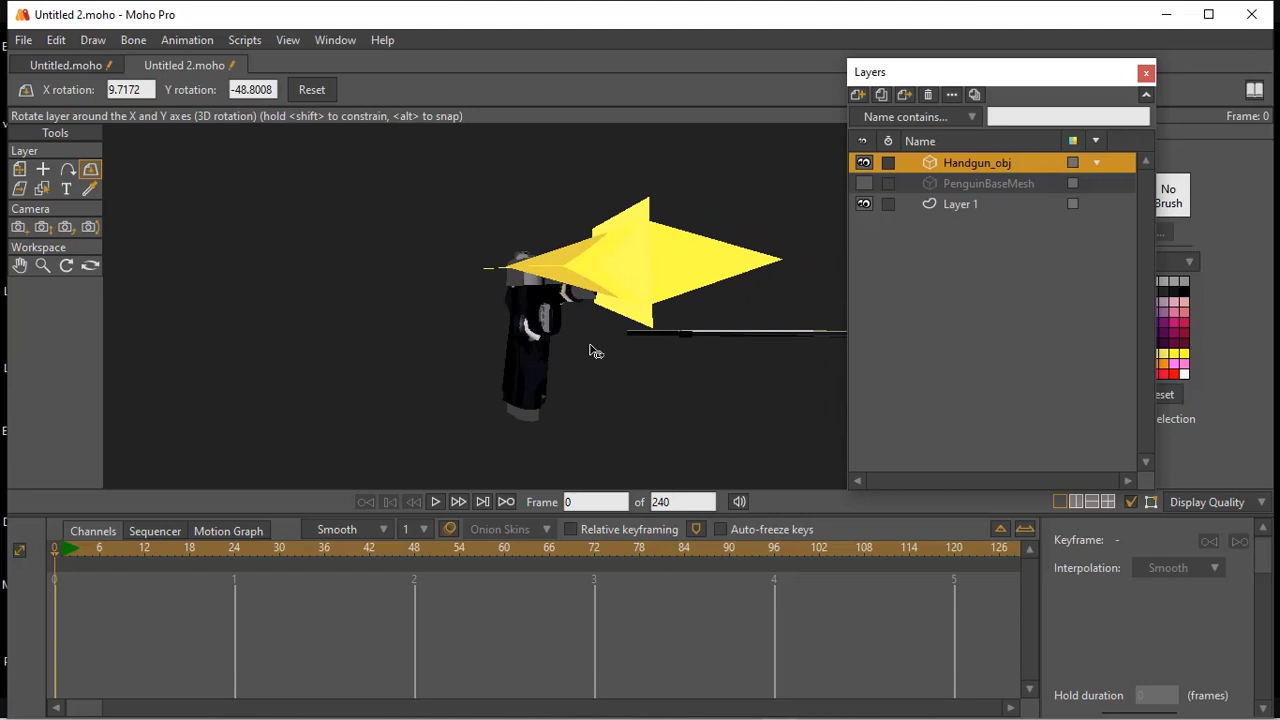 Untitled 2.moho - Moho Pro
File Edit Draw Bone Animation Scripts View Window Help
Untitled.moho Untitled 2.moho
X rotation: 9.7172 Y rotation: -48.8008 Reset
Rotate layer around the X and Y axes (3D rotation) (hold <shift> to constrain, <alt> to snap)
Frame: 0
Tools
Layer
Camera
Workspace
Layers
Name contains...
Name
Handgun_obj
PenguinBaseMesh
Layer 1
No
Brush
...
eset
election
Frame 0 of 240
Display Quality
Channels Sequencer Motion Graph Smooth 1 Onion Skins Relative keyframing Auto-freeze keys
0 6 12 18 24 30 36 42 48 54 60 66 72 78 84 90 96 102 108 114 120 126
0 1 2 3 4 5
Keyframe: -
Interpolation: Smooth
Hold duration 0 (frames)